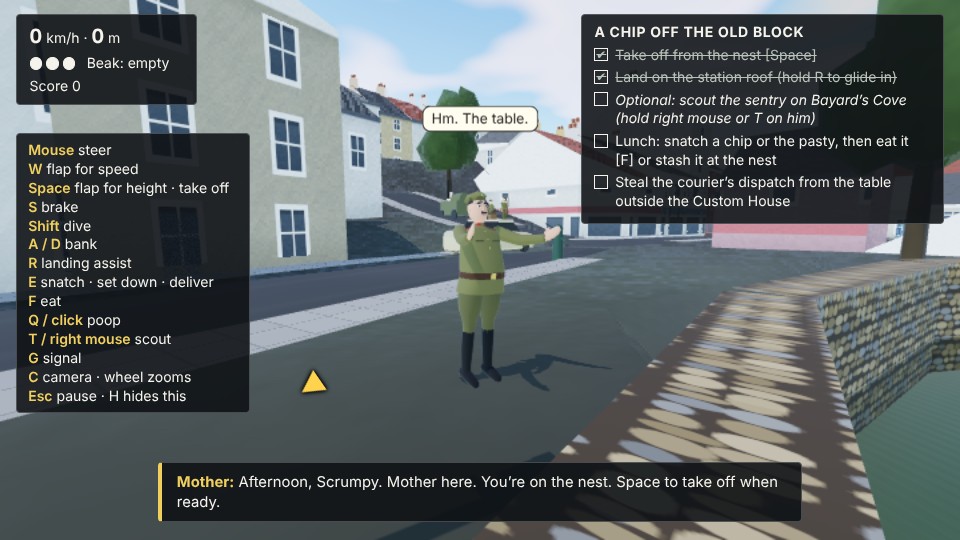 0 km/h · 0 m
Beak: empty
Score 0
Mouse steer
W flap for speed
Space flap for height · take off
S brake
Shift dive
A / D bank
R landing assist
E snatch · set down · deliver
F eat
Q / click poop
T / right mouse scout
G signal
C camera · wheel zooms
Esc pause · H hides this
Hm. The table.
A CHIP OFF THE OLD BLOCK
Take off from the nest [Space]
Land on the station roof (hold R to glide in)
Optional: scout the sentry on Bayard's Cove
(hold right mouse or T on him)
Lunch: snatch a chip or the pasty, then eat it
[F] or stash it at the nest
Steal the courier's dispatch from the table
outside the Custom House
Mother: Afternoon, Scrumpy. Mother here. You're on the nest. Space to take off when
ready.